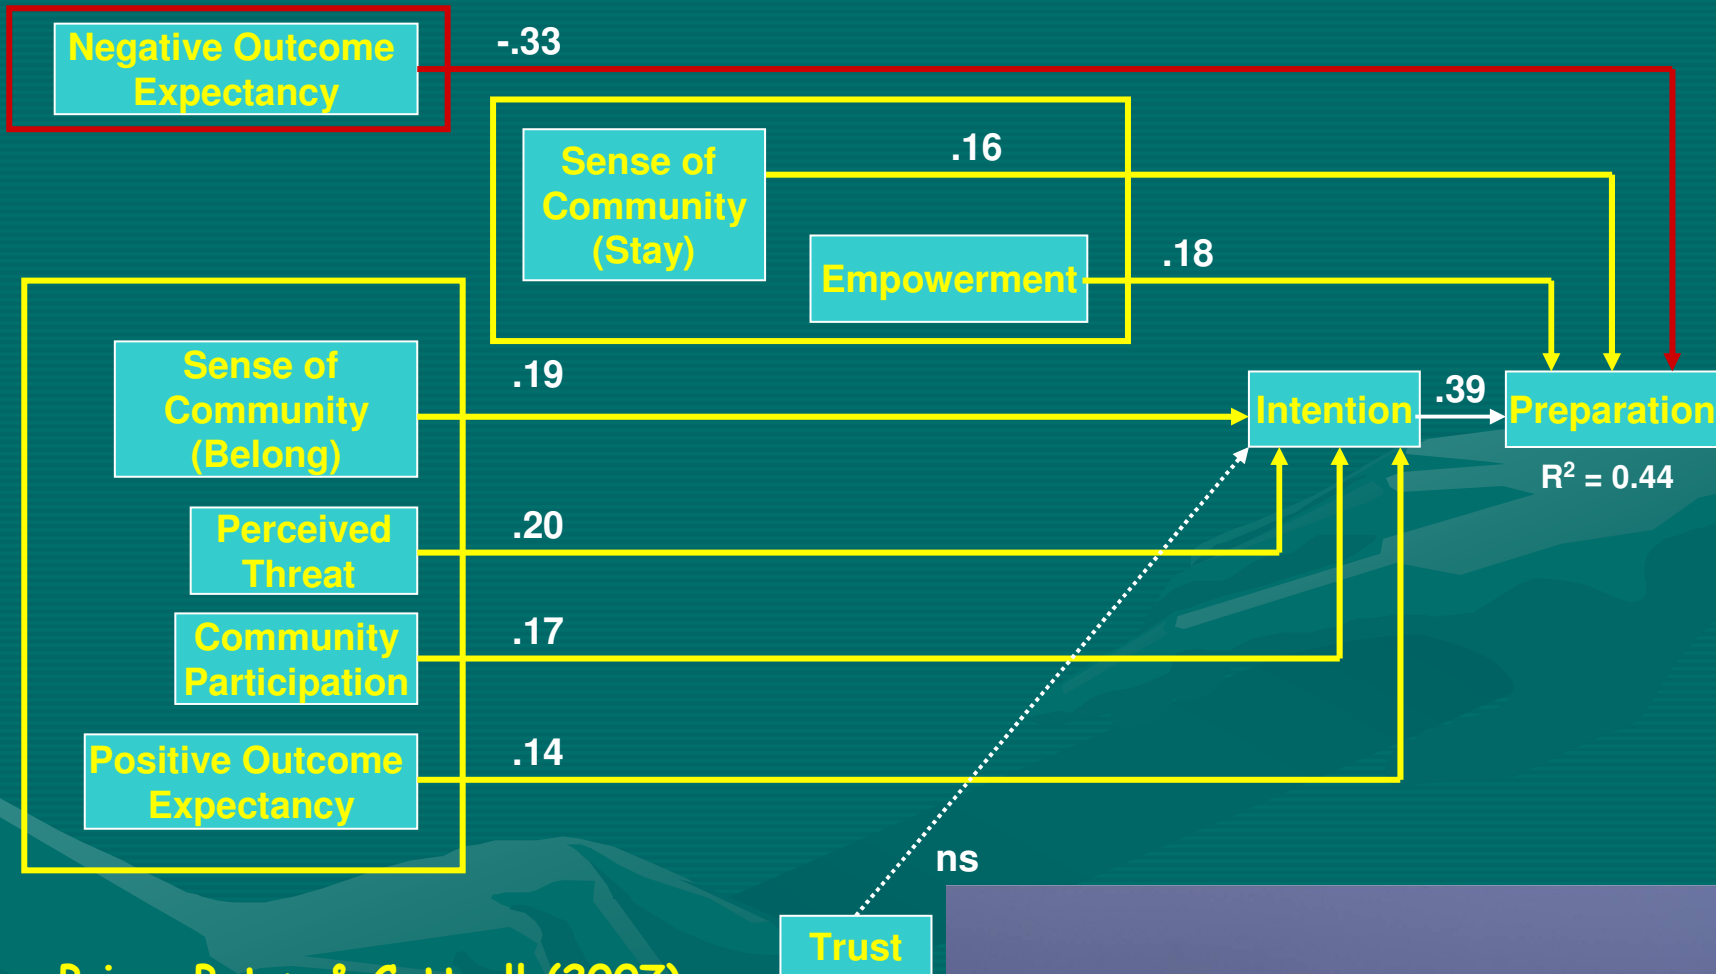 Negative Outcome
Expectancy
-.33
Sense of
Community
(Stay)
.16
Empowerment
.18
Sense of
Community
(Belong)
.19
Intention
.39
Preparation
R² = 0.44
Perceived
Threat
.20
Community
Participation
.17
Positive Outcome
Expectancy
.14
ns
Trust
(2007)